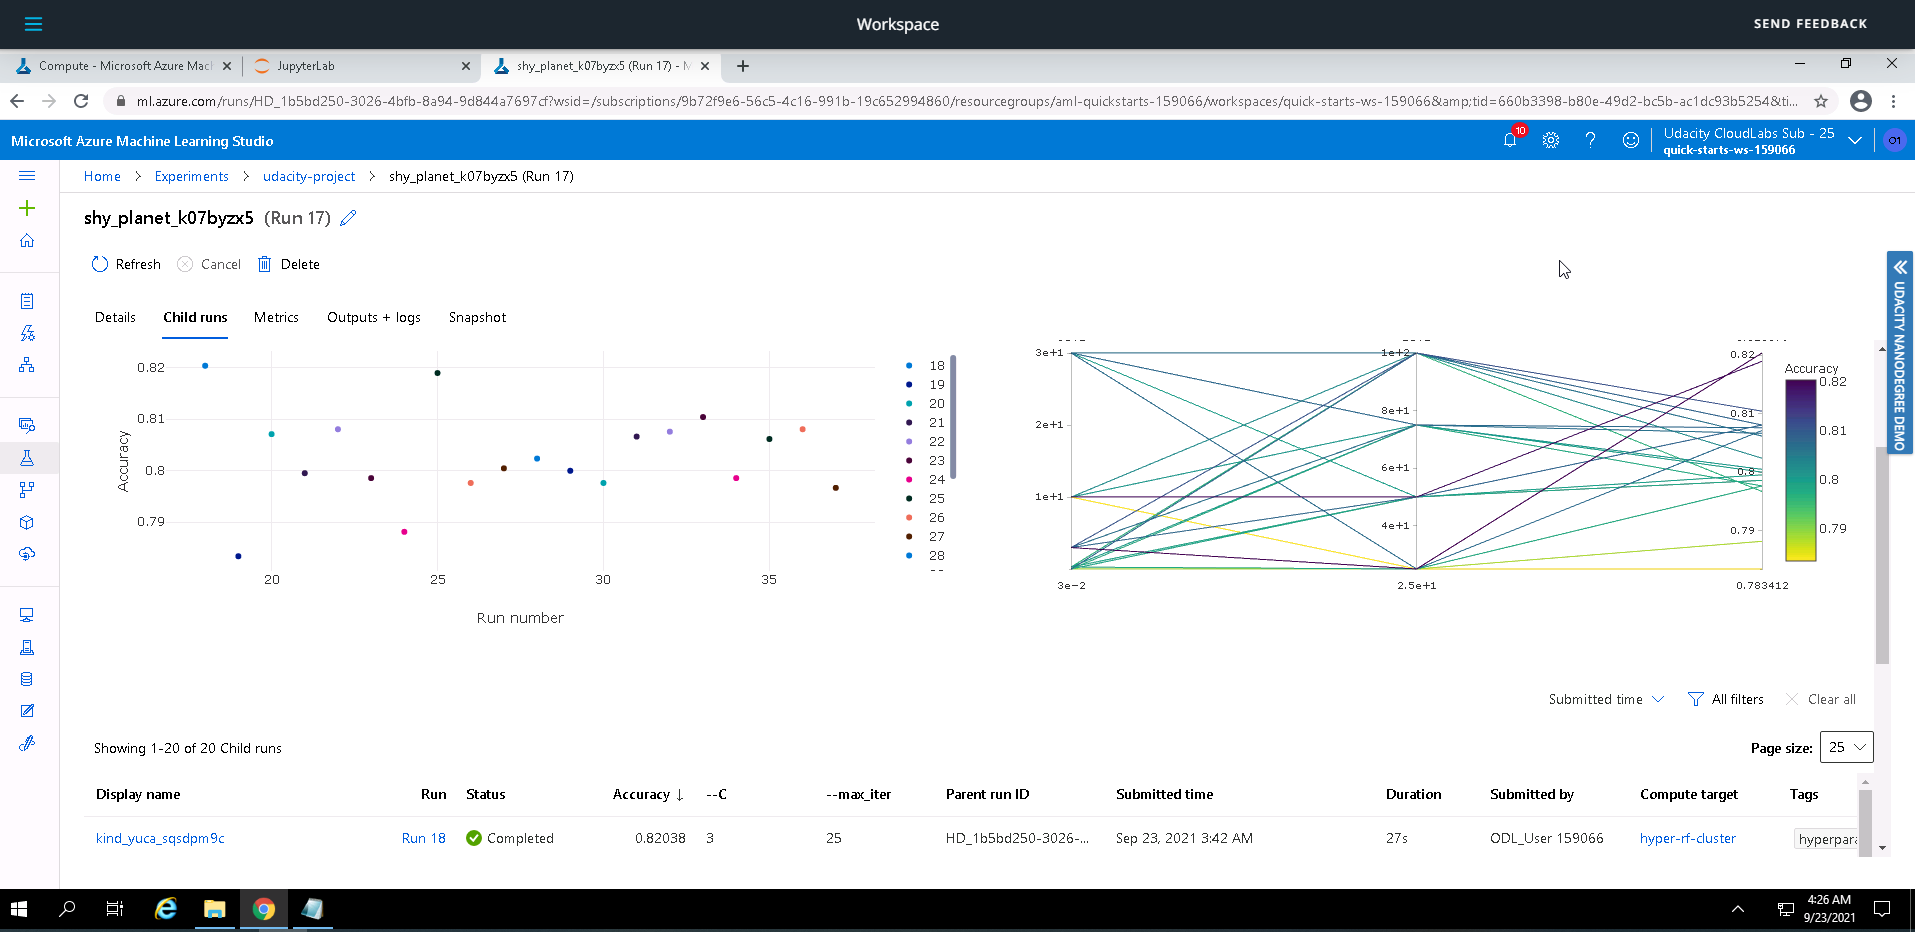 Workspace
SEND FEEDBACK
Compute - Microsoft Azure Mac
JupyterLab
shy_planet_k07byzx5 (Run 17) - M
ml.azure.com/runs/HD_1b5bd250-3026-4bfb-8a94-9d844a7697cf?wsid=/subscriptions/9b72f9e6-56c5-4c16-991b-19c652994860/resourcegroups/aml-quickstarts-159066/workspaces/quick-starts-ws-159066&amp;tid=660b3398-b80e-49d2-bc5b-ac1dc93b5254&ti...
Microsoft Azure Machine Learning Studio
10
Udacity CloudLabs Sub - 25
quick-starts-ws-159066
O1
Home > Experiments > udacity-project > shy_planet_k07byzx5 (Run 17)
shy_planet_k07byzx5 (Run 17)
Refresh Cancel Delete
UDACITY NANODEGREE DEMO
Details Child runs Metrics Outputs + logs Snapshot
0.82
0.81
0.8
0.79
Accuracy
20 25 30 35
Run number
18
19
20
21
22
23
24
25
26
27
28
3e+1
2e+1
1e+1
3e-2
1e+2
8e+1
6e+1
4e+1
2.5e+1
0.82
0.81
0.8
0.79
0.783412
Accuracy
0.82
0.81
0.8
0.79
Submitted time All filters Clear all
Showing 1-20 of 20 Child runs
Page size: 25
Display name Run Status Accuracy ↓ --C --max_iter Parent run ID Submitted time Duration Submitted by Compute target Tags
kind_yuca_sqsdpm9c Run 18 Completed 0.82038 3 25 HD_1b5bd250-3026-... Sep 23, 2021 3:42 AM 27s ODL_User 159066 hyper-rf-cluster hyperpara
4:26 AM
9/23/2021